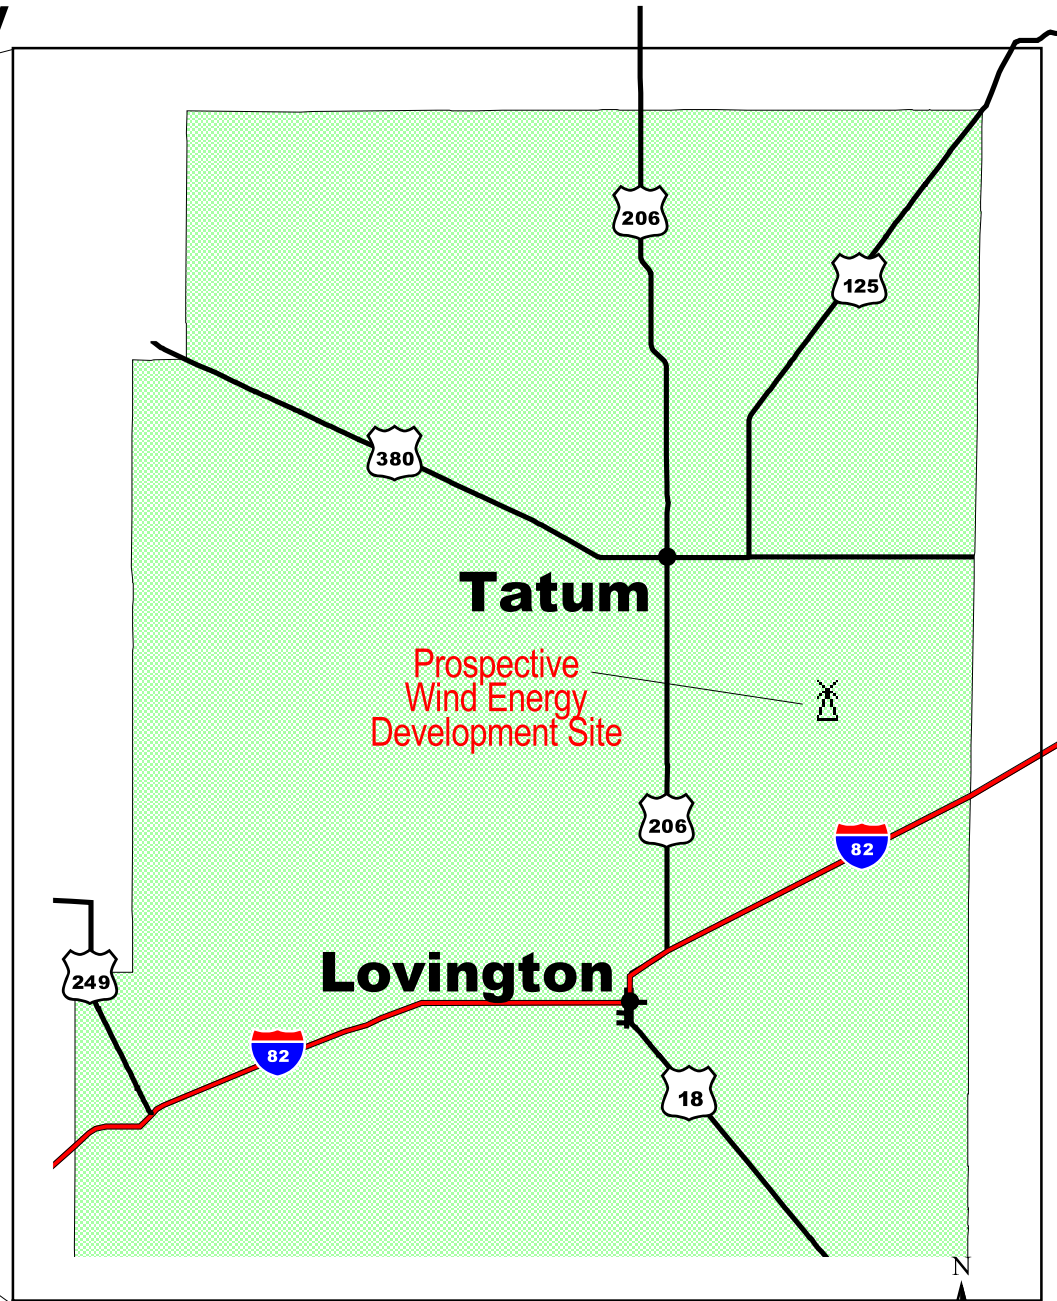 206
125
380
Tatum
Prospective
Wind Energy
Development Site
206
82
249
Lovington
82
18
N